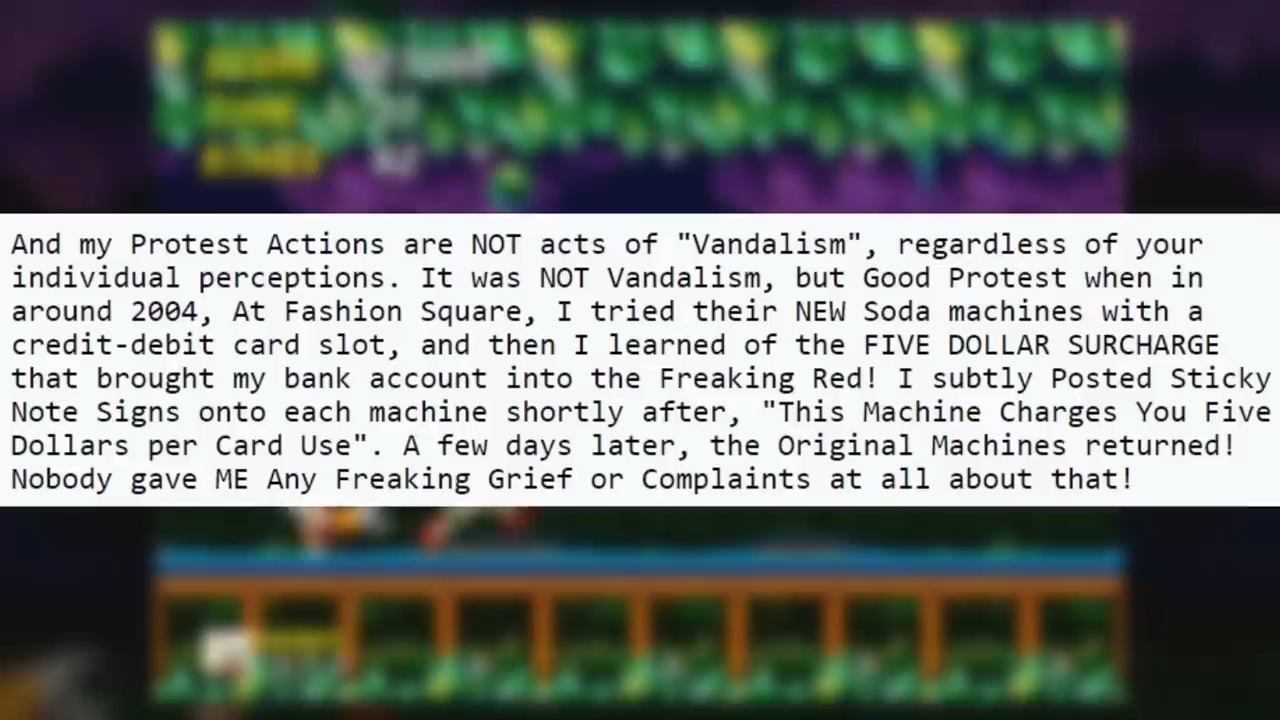 And my Protest Actions are NOT acts of "Vandalism", regardless of your
individual perceptions. It was NOT Vandalism, but Good Protest when in
around 2004, At Fashion Square, I tried their NEW Soda machines with a
credit-debit card slot, and then I learned of the FIVE DOLLAR SURCHARGE
that brought my bank account into the Freaking Red! I subtly Posted Sticky
Note Signs onto each machine shortly after, "This Machine Charges You Five
Dollars per Card Use". A few days later, the Original Machines returned!
Nobody gave ME Any Freaking Grief or Complaints at all about that!